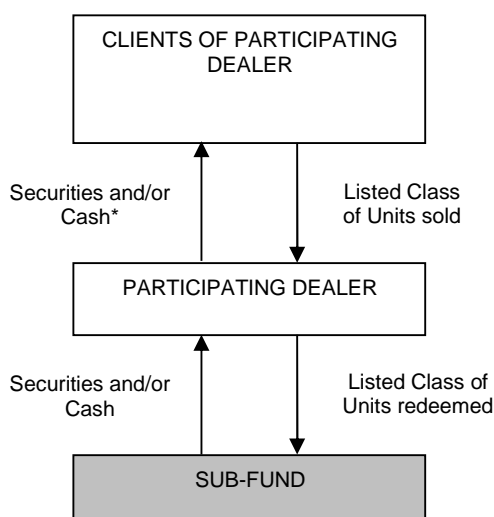 CLIENTS OF PARTICIPATING
DEALER
Securities and/or
Cash*
Listed Class
of Units sold
PARTICIPATING DEALER
Securities and/or
Cash
Listed Class of
Units redeemed
SUB-FUND